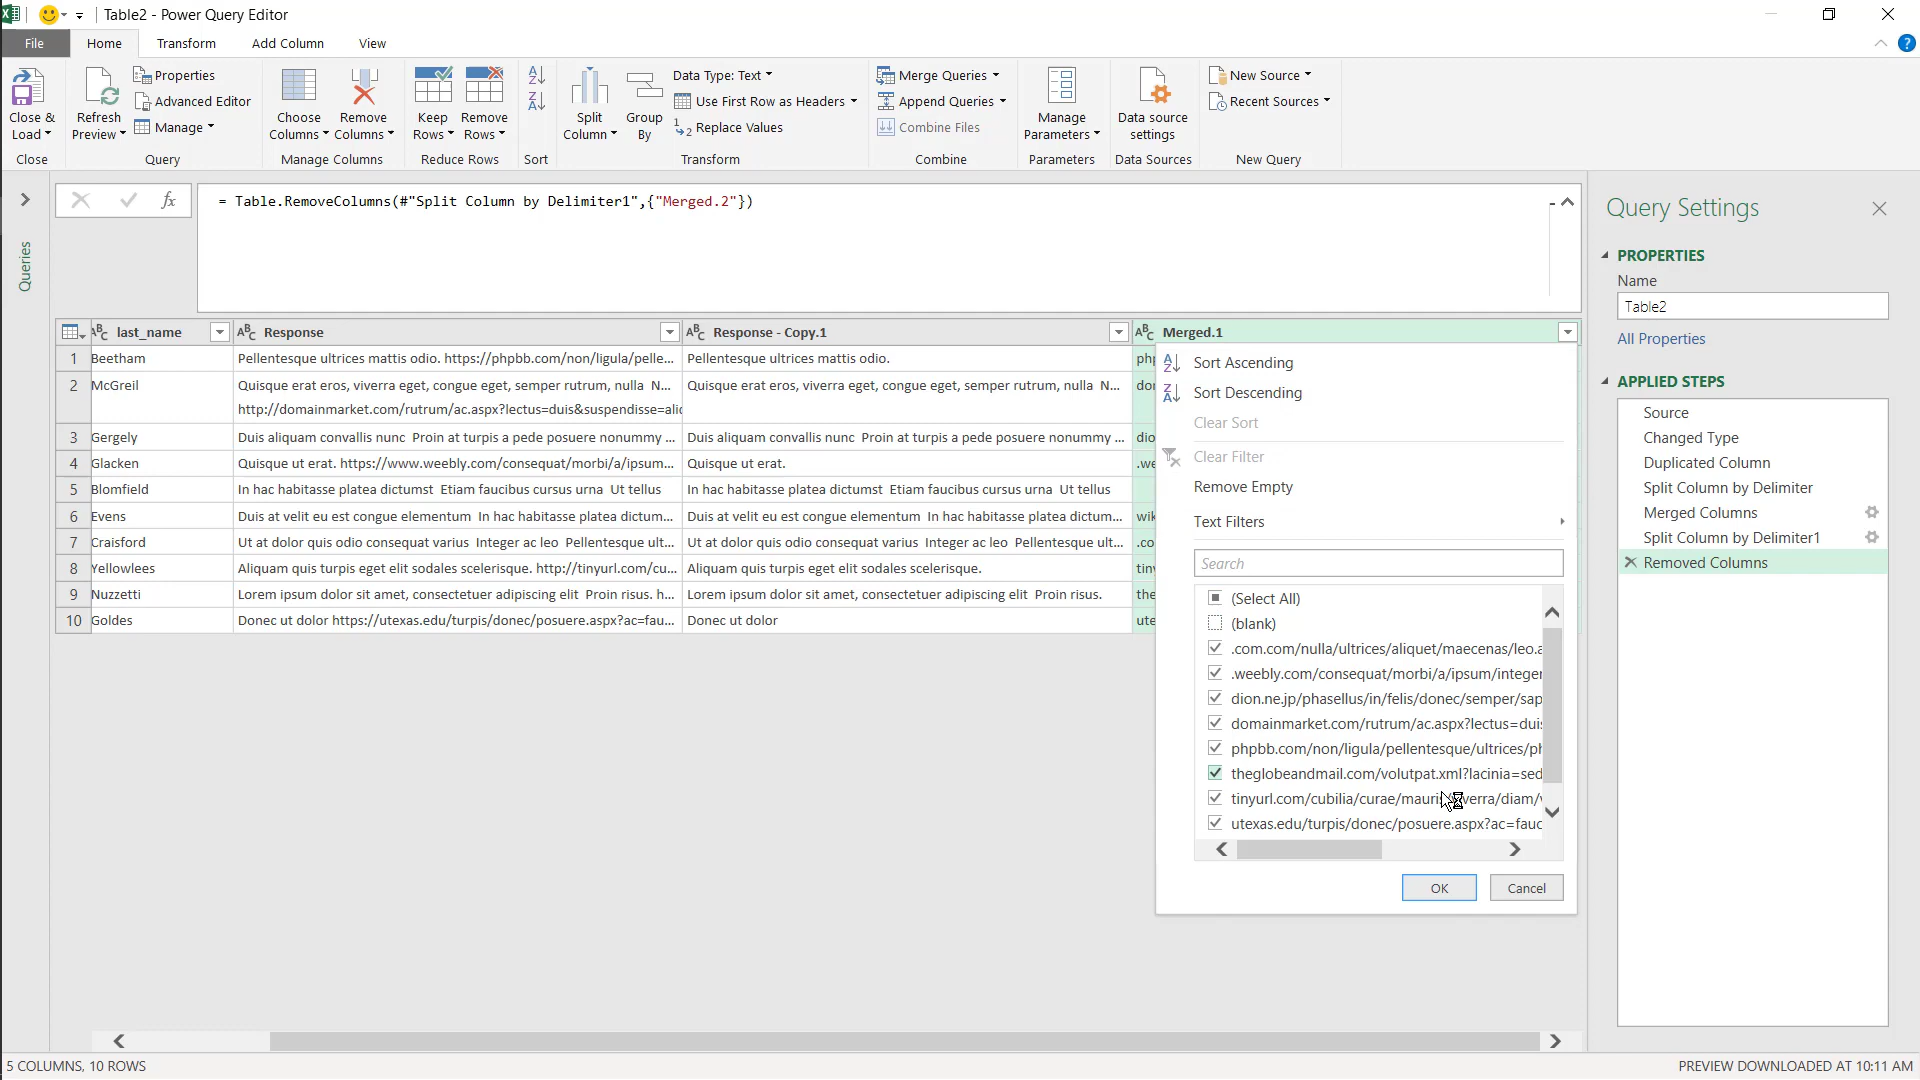 Table2 - Power Query Editor
File
Home
Transform
Add Column
View
Close &
Load
Close
Refresh
Preview
Properties
Advanced Editor
Manage
Query
Choose
Columns
Remove
Columns
Manage Columns
Keep
Rows
Remove
Rows
Reduce Rows
Sort
Split
Column
Group
By
Data Type: Text
Use First Row as Headers
Replace Values
Transform
Merge Queries
Append Queries
Combine Files
Combine
Manage
Parameters
Parameters
Data source
settings
Data Sources
New Source
Recent Sources
New Query
fx
= Table.RemoveColumns(#"Split Column by Delimiter1",{"Merged.2"})
Queries
last_name
Response
Response - Copy.1
Merged.1
1 Beetham Pellentesque ultrices mattis odio. https://phpbb.com/non/ligula/pelle... Pellentesque ultrices mattis odio. php
2 McGreil Quisque erat eros, viverra eget, congue eget, semper rutrum, nulla N... Quisque erat eros, viverra eget, congue eget, semper rutrum, nulla N... dor
http://domainmarket.com/rutrum/ac.aspx?lectus=duis&suspendisse=alic
3 Gergely Duis aliquam convallis nunc Proin at turpis a pede posuere nonummy ... Duis aliquam convallis nunc Proin at turpis a pede posuere nonummy ... dio
4 Glacken Quisque ut erat. https://www.weebly.com/consequat/morbi/a/ipsum... Quisque ut erat. .we
5 Blomfield In hac habitasse platea dictumst Etiam faucibus cursus urna Ut tellus In hac habitasse platea dictumst Etiam faucibus cursus urna Ut tellus
6 Evens Duis at velit eu est congue elementum In hac habitasse platea dictum... Duis at velit eu est congue elementum In hac habitasse platea dictum... wik
7 Craisford Ut at dolor quis odio consequat varius Integer ac leo Pellentesque ult... Ut at dolor quis odio consequat varius Integer ac leo Pellentesque ult... .co
8 Yellowlees Aliquam quis turpis eget elit sodales scelerisque. http://tinyurl.com/cu... Aliquam quis turpis eget elit sodales scelerisque. tiny
9 Nuzzetti Lorem ipsum dolor sit amet, consectetuer adipiscing elit Proin risus. h... Lorem ipsum dolor sit amet, consectetuer adipiscing elit Proin risus. the
10 Goldes Donec ut dolor https://utexas.edu/turpis/donec/posuere.aspx?ac=fau... Donec ut dolor ute
Sort Ascending
Sort Descending
Clear Sort
Clear Filter
Remove Empty
Text Filters
Search
(Select All)
(blank)
.com.com/nulla/ultrices/aliquet/maecenas/leo.a
.weebly.com/consequat/morbi/a/ipsum/integer
dion.ne.jp/phasellus/in/felis/donec/semper/sap
domainmarket.com/rutrum/ac.aspx?lectus=duis
phpbb.com/non/ligula/pellentesque/ultrices/ph
theglobeandmail.com/volutpat.xml?lacinia=sed
tinyurl.com/cubilia/curae/mauris/viverra/diam/v
utexas.edu/turpis/donec/posuere.aspx?ac=fauc
OK
Cancel
Query Settings
PROPERTIES
Name
Table2
All Properties
APPLIED STEPS
Source
Changed Type
Duplicated Column
Split Column by Delimiter
Merged Columns
Split Column by Delimiter1
Removed Columns
5 COLUMNS, 10 ROWS
PREVIEW DOWNLOADED AT 10:11 AM